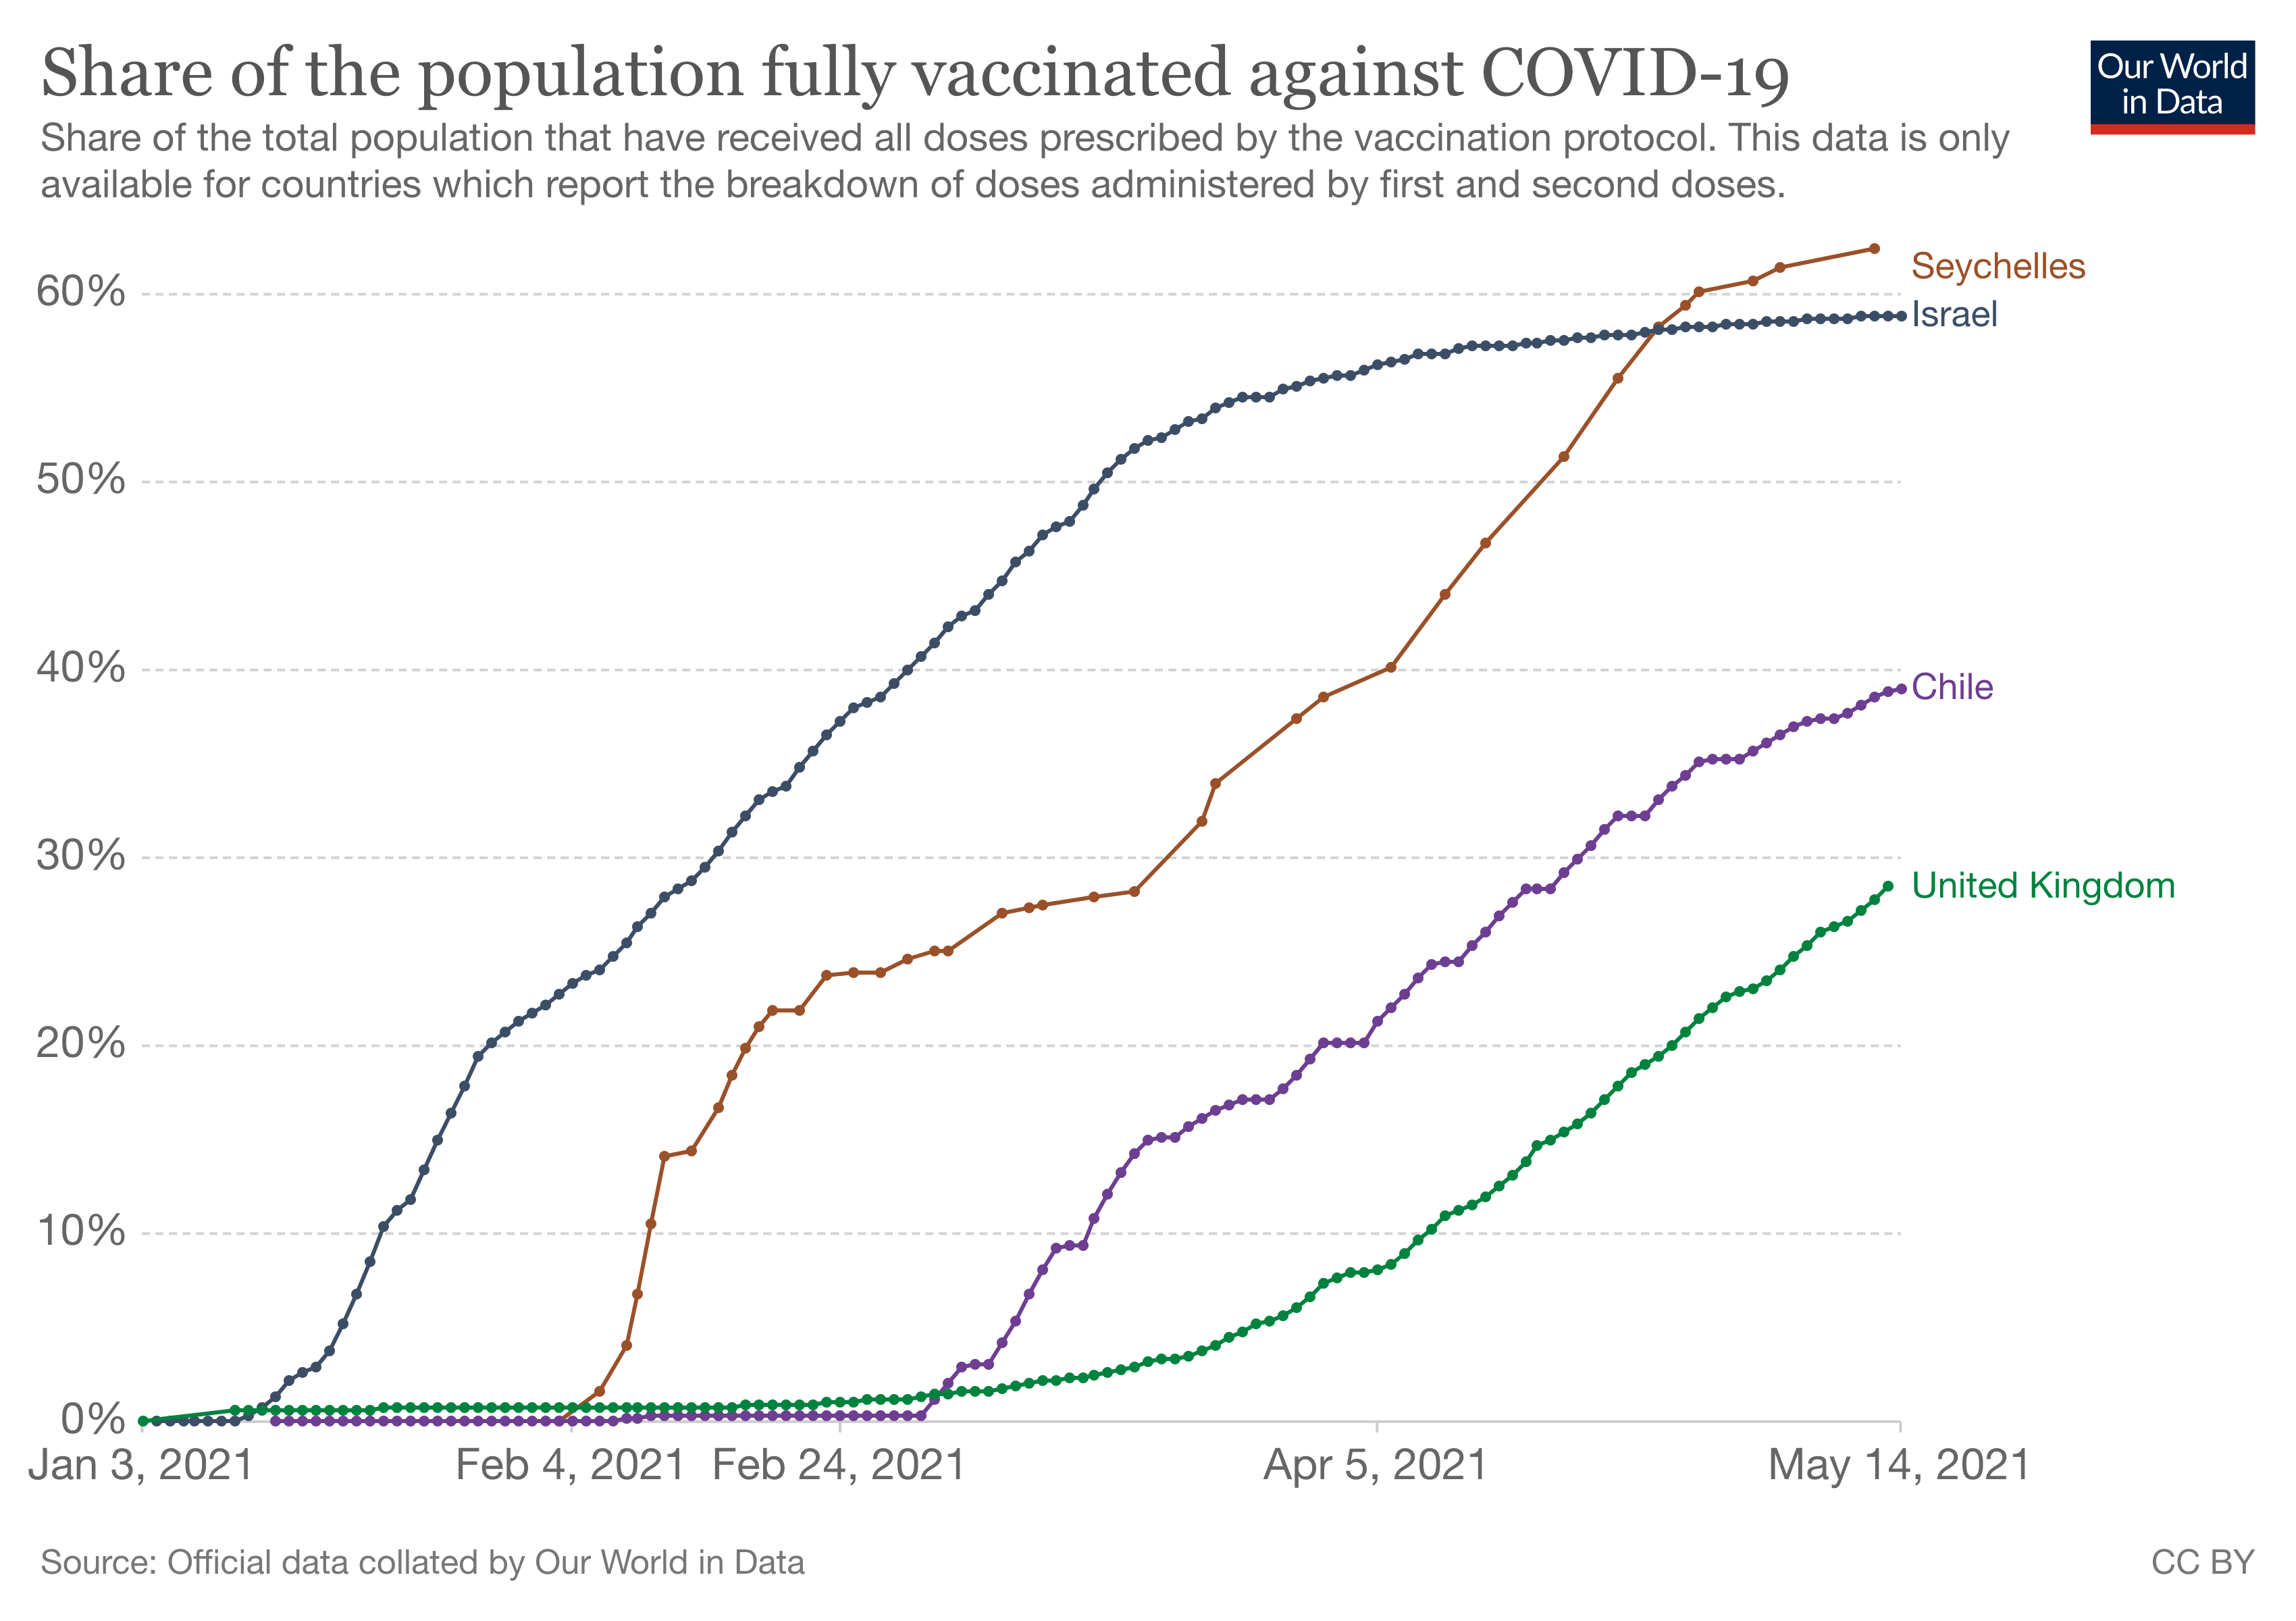 Share of the population fully vaccinated against COVID-19
Our World
in Data
Share of the total population that have received all doses prescribed by the vaccination protocol. This data is only
available for countries which report the breakdown of doses administered by first and second doses.
60%
50%
40%
30%
20%
10%
0%
Seychelles
Israel
Chile
United Kingdom
Jan 3, 2021
Feb 4, 2021
Feb 24, 2021
Apr 5, 2021
May 14, 2021
Source: Official data collated by Our World in Data
CC BY